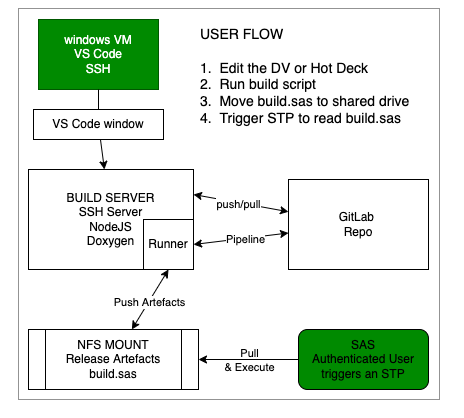 windows VM
VS Code
SSH
USER FLOW
1. Edit the DV or Hot Deck
2. Run build script
3. Move build.sas to shared drive
4. Trigger STP to read build.sas
VS Code window
BUILD SERVER
SSH Server
NodeJS
Doxygen
Runner
push/pull
Pipeline
GitLab
Repo
Push Artefacts
NFS MOUNT
Release Artefacts
build.sas
Pull
& Execute
SAS
Authenticated User
triggers an STP